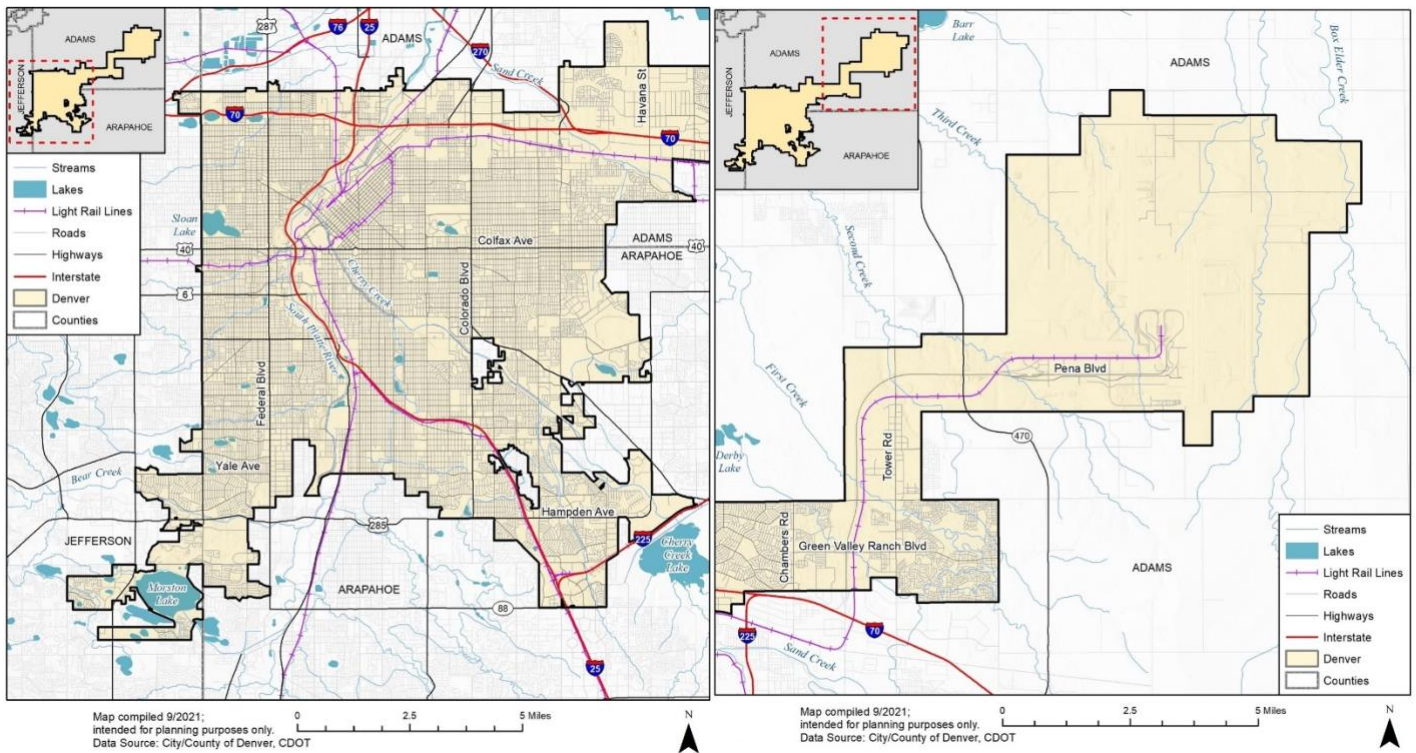 ADAMS
JEFFERSON
ARAPAHOE
Streams
Lakes
Light Rail Lines
Roads
Highways
Interstate
Denver
Counties
287
76
25
ADAMS
270
Sand Creek
Havana St
70
70
Sloan
Lake
40
Colfax Ave
ADAMS
40
ARAPAHOE
6
Cherry Creek
South Platte River
Colorado Blvd
Federal Blvd
Yale Ave
Bear Creek
Hampden Ave
285
225
Cherry
Creek
Lake
JEFFERSON
Marston
Lake
ARAPAHOE
88
25
Map compiled 9/2021;
intended for planning purposes only.
Data Source: City/County of Denver, CDOT
0 2.5 5 Miles
N
ADAMS
JEFFERSON
ARAPAHOE
Barr
Lake
Box Elder Creek
ADAMS
Third Creek
Second Creek
First Creek
Pena Blvd
470
Derby
Lake
Tower Rd
Chambers Rd
Green Valley Ranch Blvd
ADAMS
225
70
Sand Creek
Streams
Lakes
Light Rail Lines
Roads
Highways
Interstate
Denver
Counties
Map compiled 9/2021;
intended for planning purposes only.
Data Source: City/County of Denver, CDOT
0 2.5 5 Miles
N